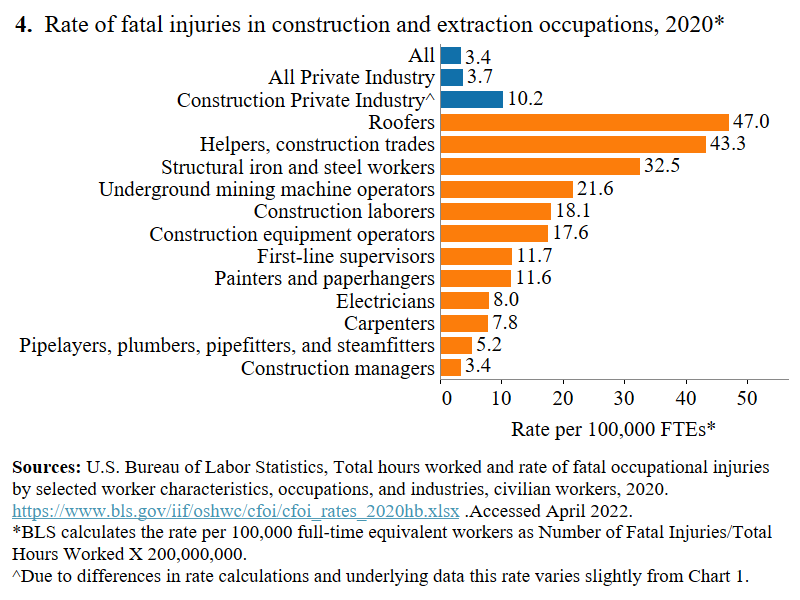 4. Rate of fatal injuries in construction and extraction occupations, 2020*
All 3.4
All Private Industry 3.7
Construction Private Industry^ 10.2
Roofers 47.0
Helpers, construction trades 43.3
Structural iron and steel workers 32.5
Underground mining machine operators 21.6
Construction laborers 18.1
Construction equipment operators 17.6
First-line supervisors 11.7
Painters and paperhangers 11.6
Electricians 8.0
Carpenters 7.8
Pipelayers, plumbers, pipefitters, and steamfitters 5.2
Construction managers 3.4
0 10 20 30 40 50
Rate per 100,000 FTEs*
Sources: U.S. Bureau of Labor Statistics, Total hours worked and rate of fatal occupational injuries
by selected worker characteristics, occupations, and industries, civilian workers, 2020.
https://www.bls.gov/iif/oshwc/cfoi/cfoi_rates_2020hb.xlsx .Accessed April 2022.
*BLS calculates the rate per 100,000 full-time equivalent workers as Number of Fatal Injuries/Total
Hours Worked X 200,000,000.
^Due to differences in rate calculations and underlying data this rate varies slightly from Chart 1.